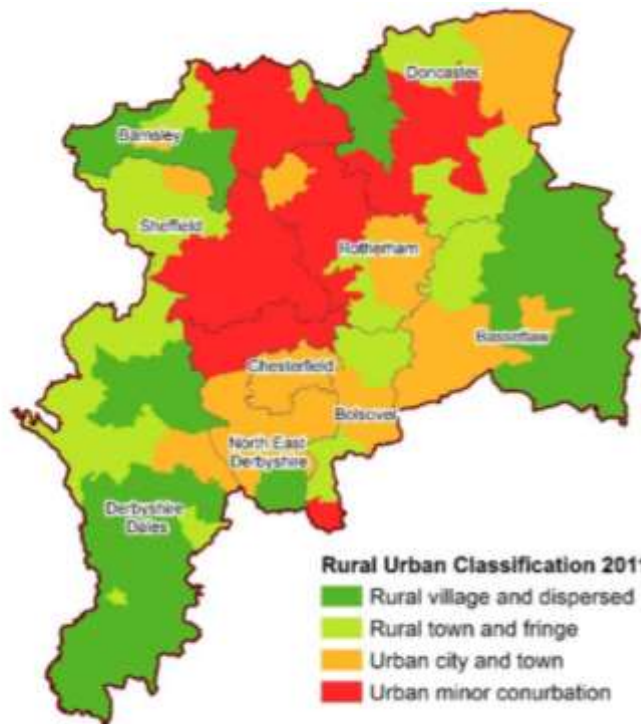 Doncaster
Barnsley
Sheffield
Rotherham
Bassetlaw
Chesterfield
Bolsover
North East
Derbyshire
Derbyshire
Dales
Rural Urban Classification 2011
Rural village and dispersed
Rural town and fringe
Urban city and town
Urban minor conurbation